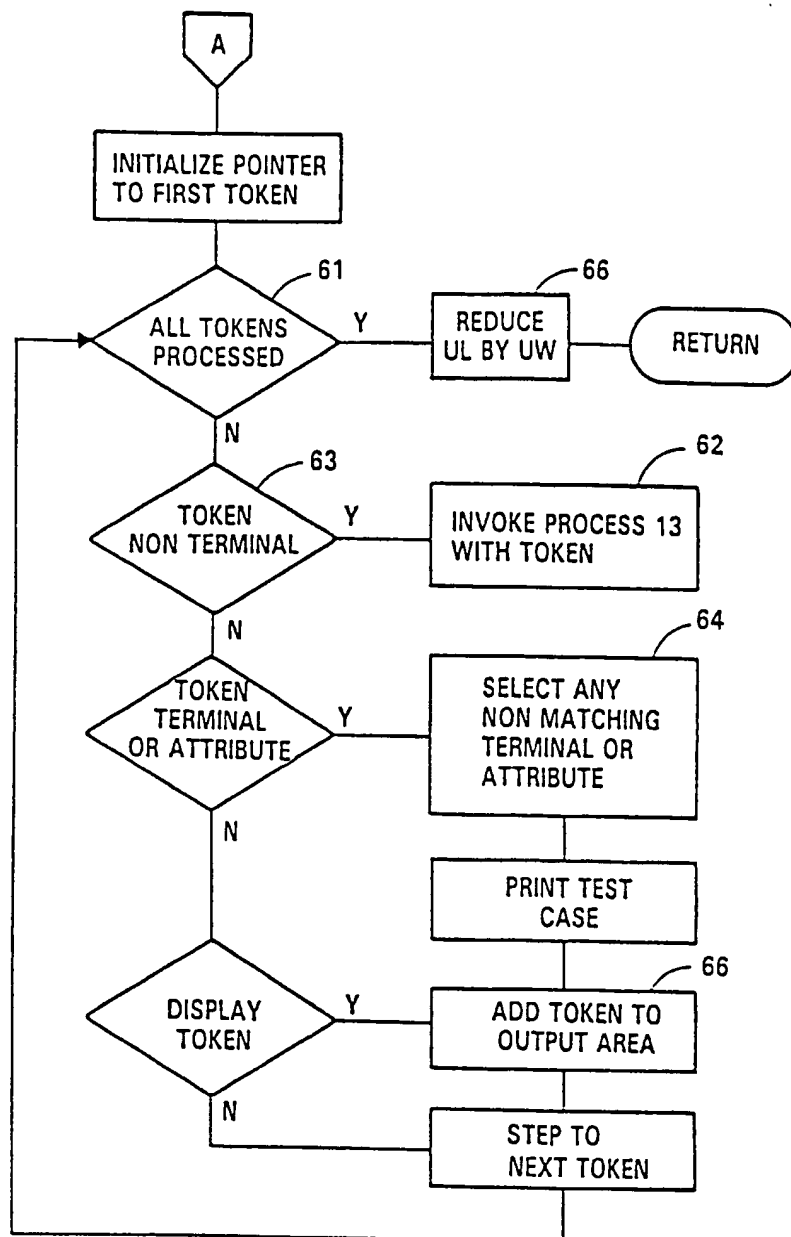 A
INITIALIZE POINTER
TO FIRST TOKEN
61
ALL TOKENS
PROCESSED
Y
66
REDUCE
UL BY UW
RETURN
N
63
TOKEN
NON TERMINAL
Y
62
INVOKE PROCESS 13
WITH TOKEN
N
TOKEN
TERMINAL
OR ATTRIBUTE
Y
64
SELECT ANY
NON MATCHING
TERMINAL OR
ATTRIBUTE
N
PRINT TEST
CASE
DISPLAY
TOKEN
Y
66
ADD TOKEN TO
OUTPUT AREA
N
STEP TO
NEXT TOKEN